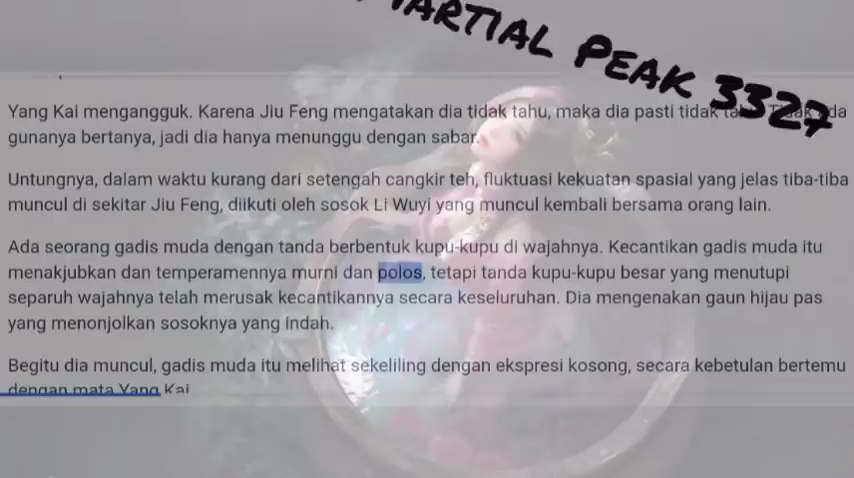 MARTIAL PEAK 3327
Yang Kai mengangguk. Karena Jiu Feng mengatakan dia tidak tahu, maka dia pasti tidak
gunanya bertanya, jadi dia hanya menunggu dengan sabar.
Untungnya, dalam waktu kurang dari setengah cangkir teh, fluktuasi kekuatan spasial yang jelas tiba-tiba
muncul di sekitar Jiu Feng, diikuti oleh sosok Li Wuyi yang muncul kembali bersama orang lain.
Ada seorang gadis muda dengan tanda berbentuk kupu-kupu di wajahnya. Kecantikan gadis muda itu
menakjubkan dan temperamennya murni dan polos, tetapi tanda kupu-kupu besar yang menutupi
separuh wajahnya telah merusak kecantikannya secara keseluruhan. Dia mengenakan gaun hijau pas
yang menonjolkan sosoknya yang indah.
Begitu dia muncul, gadis muda itu melihat sekeliling dengan ekspresi kosong, secara kebetulan bertemu
dengan mata Yang Kai